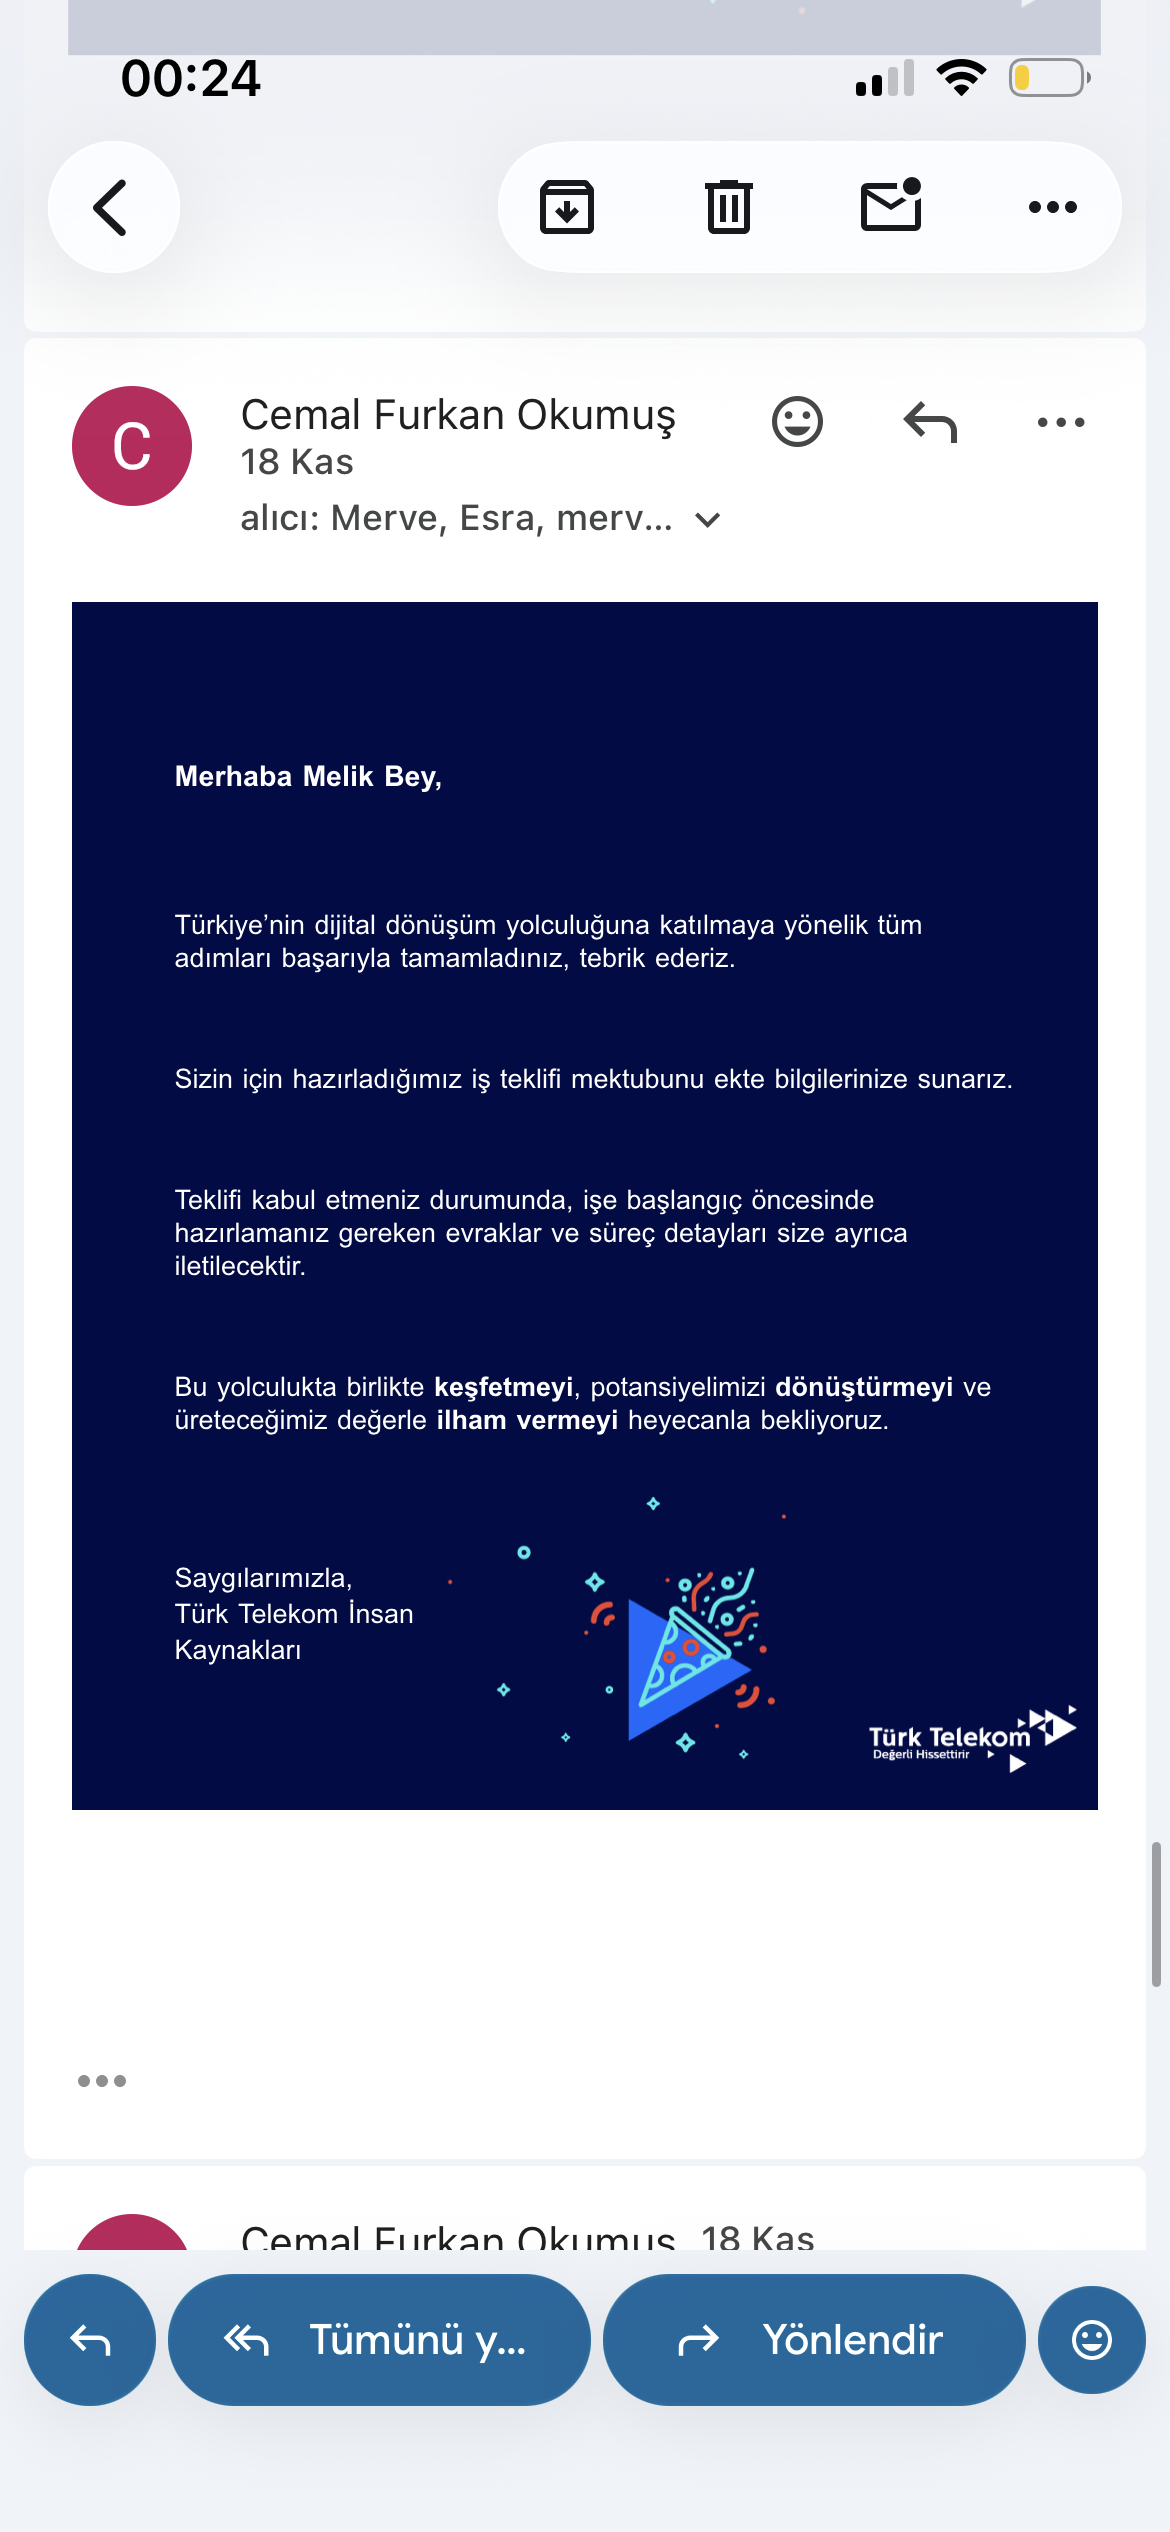 00:24
C
Cemal Furkan Okumuş
18 Kas
alıcı: Merve, Esra, merv...
Merhaba Melik Bey,
Türkiye’nin dijital dönüşüm yolculuğuna katılmaya yönelik tüm
adımları başarıyla tamamladınız, tebrik ederiz.
Sizin için hazırladığımız iş teklifi mektubunu ekte bilgilerinize sunarız.
Teklifi kabul etmeniz durumunda, işe başlangıç öncesinde
hazırlamanız gereken evraklar ve süreç detayları size ayrıca
iletilecektir.
Bu yolculukta birlikte keşfetmeyi, potansiyelimizi dönüştürmeyi ve
üreteceğimiz değerle ilham vermeyi heyecanla bekliyoruz.
Saygılarımızla,
Türk Telekom İnsan
Kaynakları
Türk Telekom
Değerli Hissettirir
Cemal Furkan Okumuş 18 Kas
Tümünü y...
Yönlendir